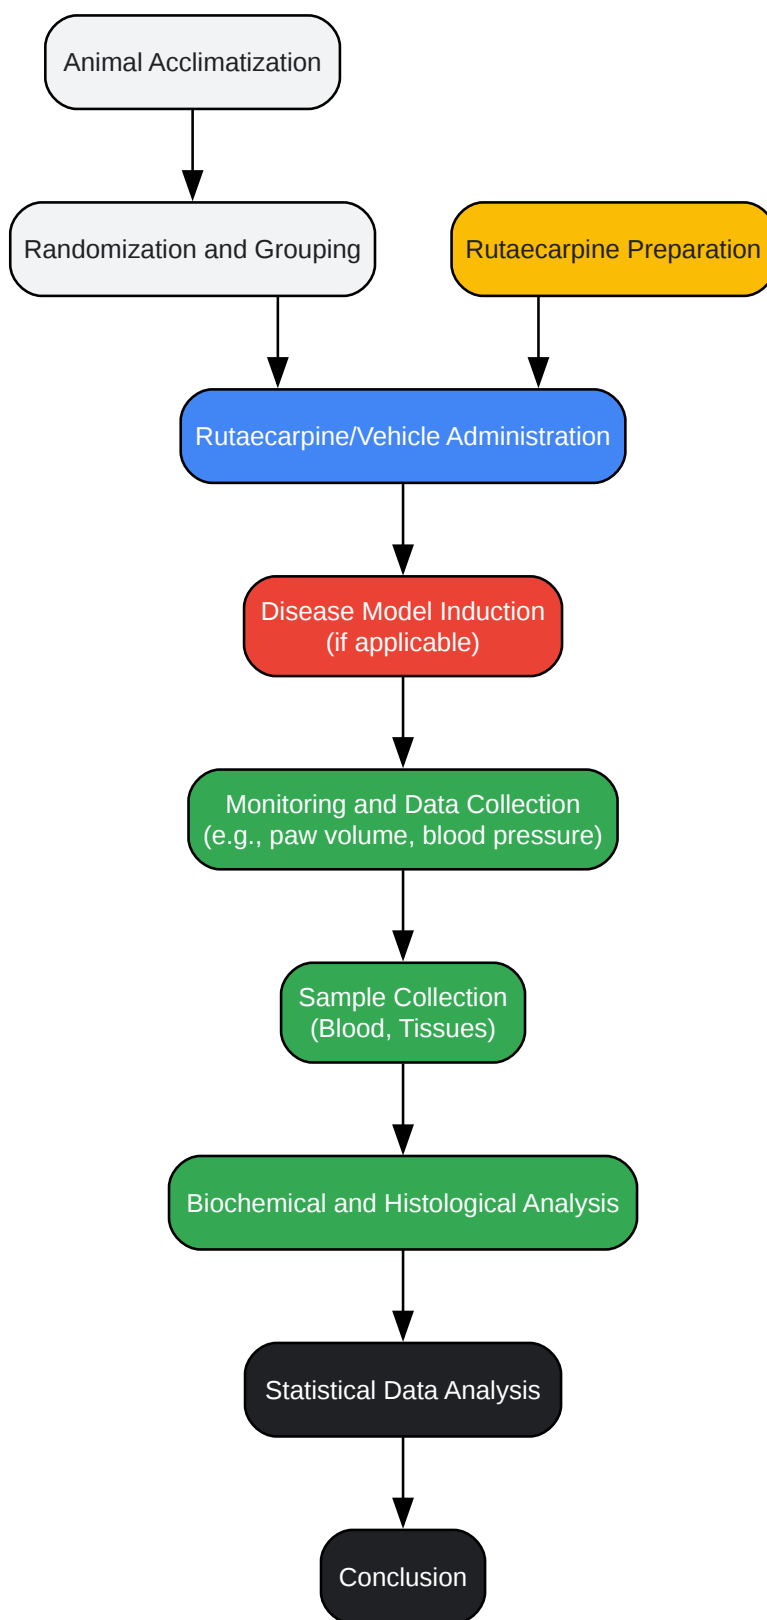 Animal Acclimatization
Randomization and Grouping
Rutaecarpine Preparation
Rutaecarpine/Vehicle Administration
Disease Model Induction
(if applicable)
Monitoring and Data Collection
(e.g., paw volume, blood pressure)
Sample Collection
(Blood, Tissues)
Biochemical and Histological Analysis
Statistical Data Analysis
Conclusion